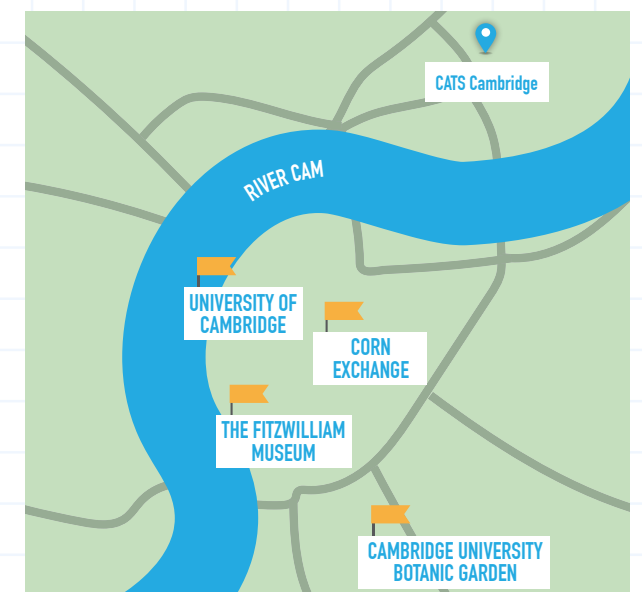 CATS Cambridge
RIVER CAM
UNIVERSITY OF
CAMBRIDGE
CORN
EXCHANGE
THE FITZWILLIAM
MUSEUM
CAMBRIDGE UNIVERSITY
BOTANIC GARDEN